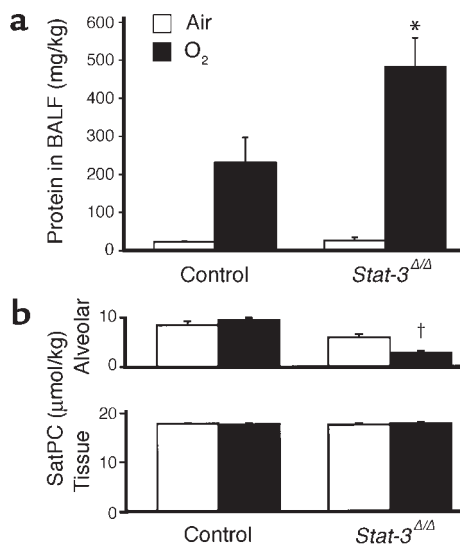 a
Air
O₂
Protein in BALF (mg/kg)
600
500
400
300
200
100
0
*
Control
Stat-3Δ/Δ
b
SatPC (μmol/kg)
Alveolar
10
0
†
Tissue
20
10
0
Control
Stat-3Δ/Δ